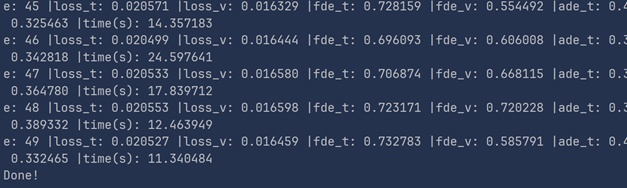 e: 45 |loss_t: 0.020571 |loss_v: 0.016329 |fde_t: 0.728159 |fde_v: 0.554492 |ade_t: 0.4
0.325463 |time(s): 14.357183
e: 46 |loss_t: 0.020499 |loss_v: 0.016444 |fde_t: 0.696093 |fde_v: 0.606008 |ade_t: 0.3
0.342818 |time(s): 24.597641
e: 47 |loss_t: 0.020533 |loss_v: 0.016580 |fde_t: 0.706874 |fde_v: 0.668115 |ade_t: 0.3
0.364780 |time(s): 17.839712
e: 48 |loss_t: 0.020553 |loss_v: 0.016598 |fde_t: 0.723171 |fde_v: 0.720228 |ade_t: 0.3
0.389332 |time(s): 12.463949
e: 49 |loss_t: 0.020527 |loss_v: 0.016459 |fde_t: 0.732783 |fde_v: 0.585791 |ade_t: 0.4
0.332465 |time(s): 11.340484
Done!